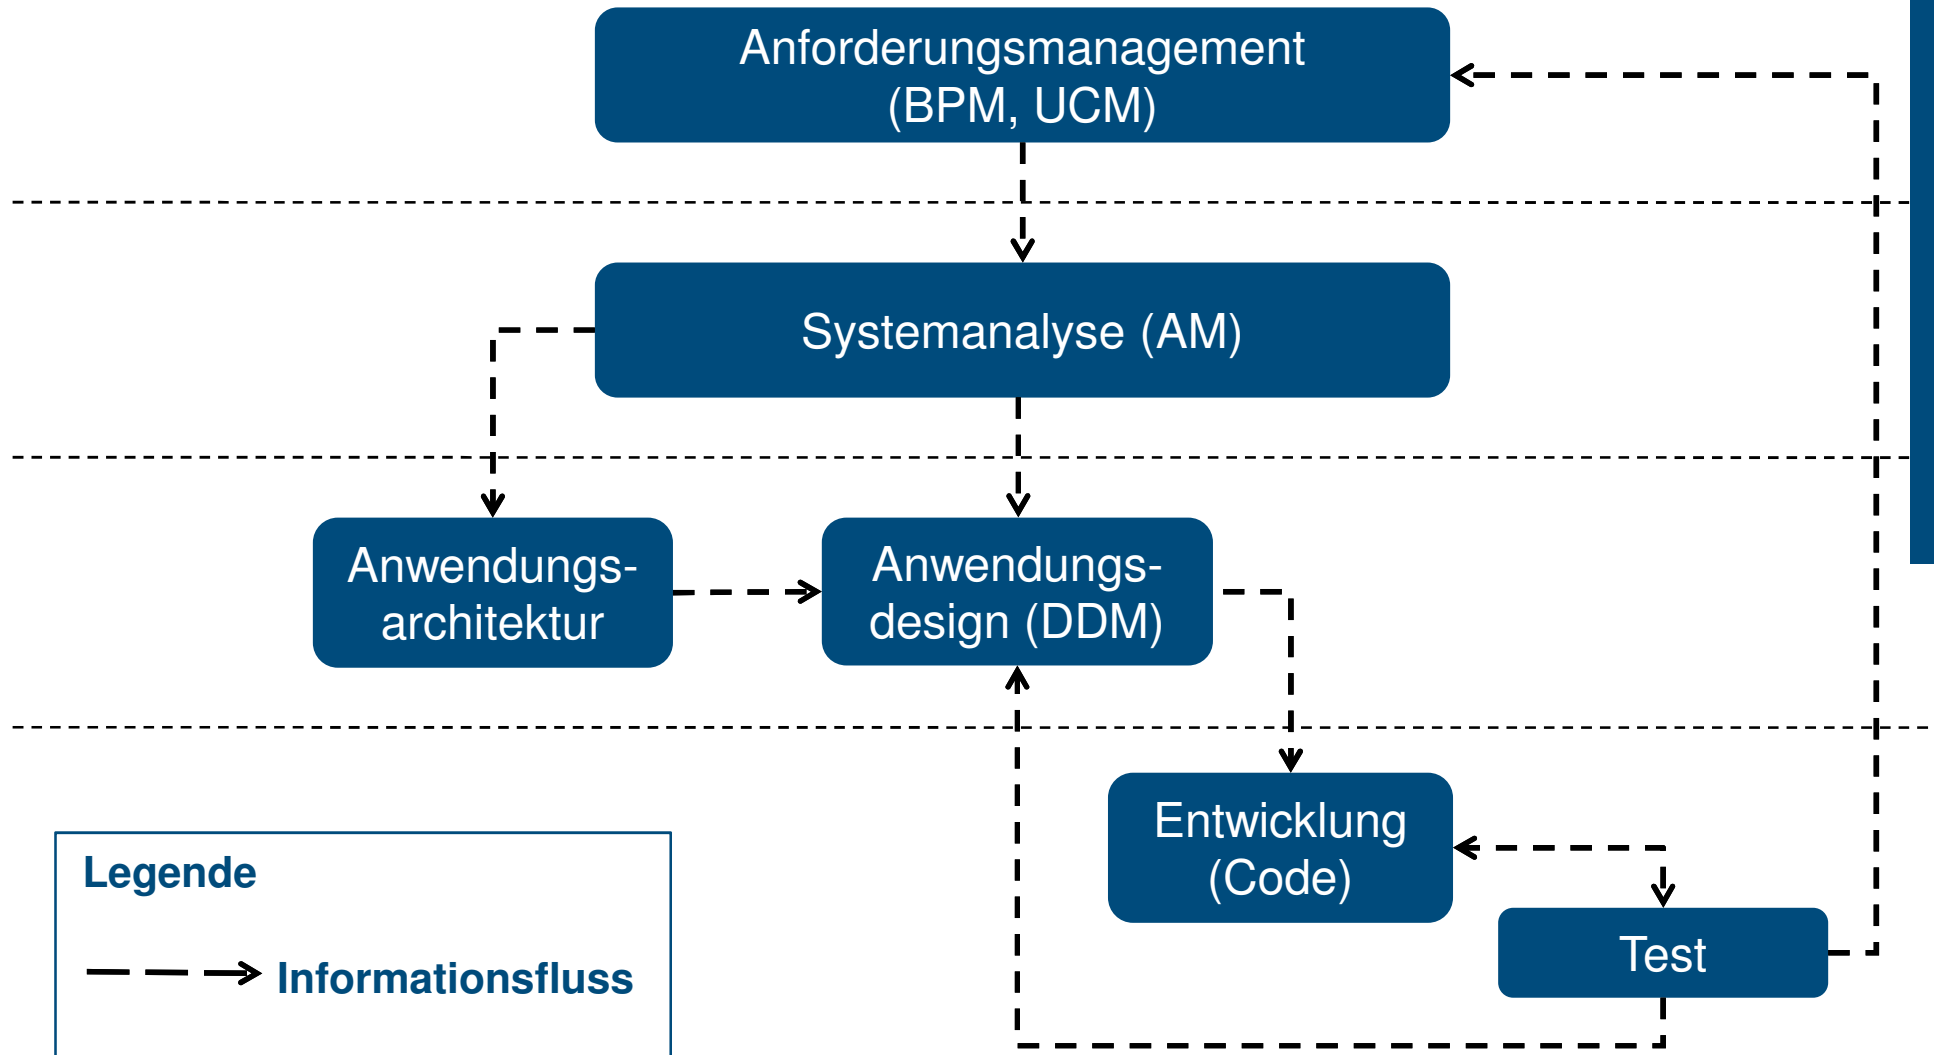 Anforderungsmanagement
(BPM, UCM)
Systemanalyse (AM)
Anwendungs-
architektur
Anwendungs-
design (DDM)
Entwicklung
(Code)
Test
Legende
Informationsfluss